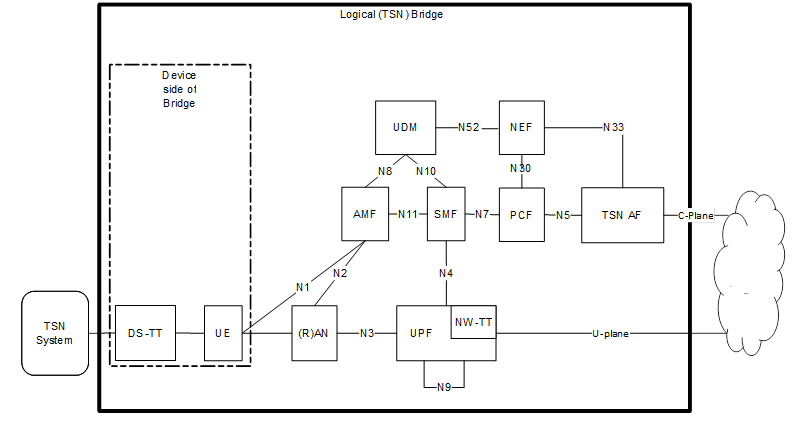 Logical (TSN) Bridge
Device
side of
Bridge
UDM
N52
NEF
N33
N8
N10
N30
AMF
N11
SMF
N7
PCF
N5
TSN AF
C-Plane
N1
N2
N4
TSN
System
DS-TT
UE
(R)AN
N3
UPF
NW-TT
U-plane
N9